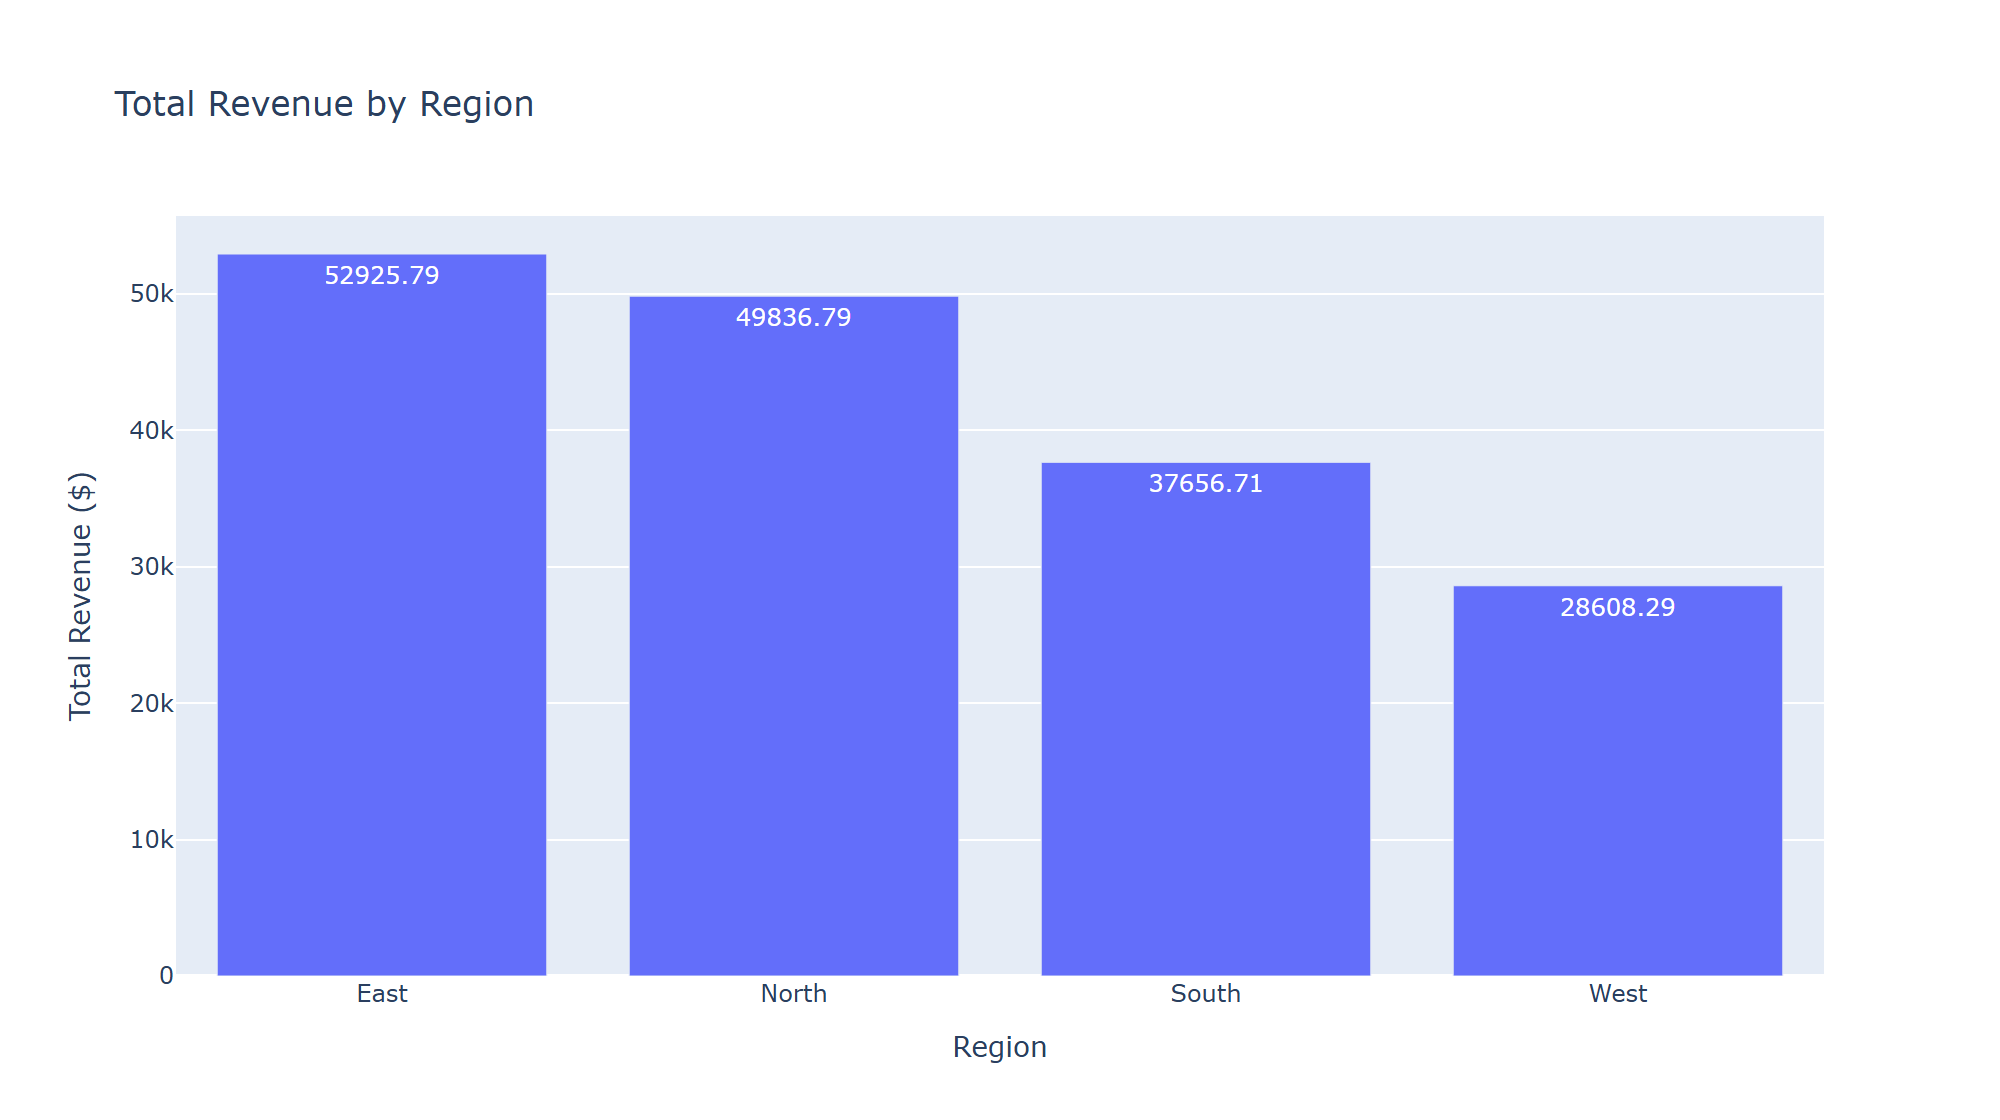 Total Revenue by Region
Total Revenue ($)
50k
40k
30k
20k
10k
0
52925.79
49836.79
37656.71
28608.29
East North South West
Region